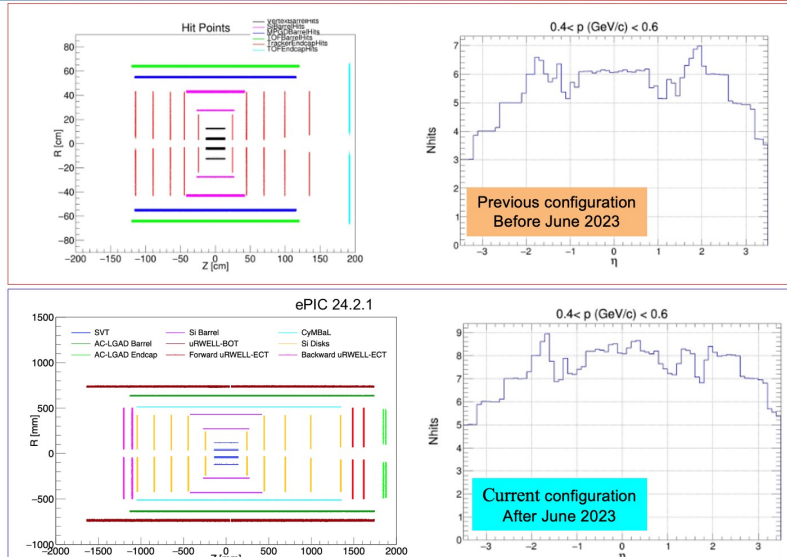 Hit Points
VertexBarrelHits
SiBarrelHits
MPGDBarrelHits
TOFBarrelHits
TrackerEndcapHits
TOFEndcapHits
R [cm]
80
60
40
20
0
−20
−40
−60
−80
−200 −150 −100 −50 0 50 100 150 200
Z [cm]
0.4< p (GeV/c) < 0.6
Nhits
7
6
5
4
3
2
1
0
−3 −2 −1 0 1 2 3
η
Previous configuration
Before June 2023
ePIC 24.2.1
SVT Si Barrel CyMBaL
AC-LGAD Barrel uRWELL-BOT Si Disks
AC-LGAD Endcap Forward uRWELL-ECT Backward uRWELL-ECT
R [mm]
1500
1000
500
0
−500
−1000
−2000 −1500 −1000 −500 0 500 1000 1500 2000
Z[cm]
0.4< p (GeV/c) < 0.6
Nhits
9
8
7
6
5
4
3
2
1
0
−3 −2 −1 0 1 2 3
η
Current configuration
After June 2023